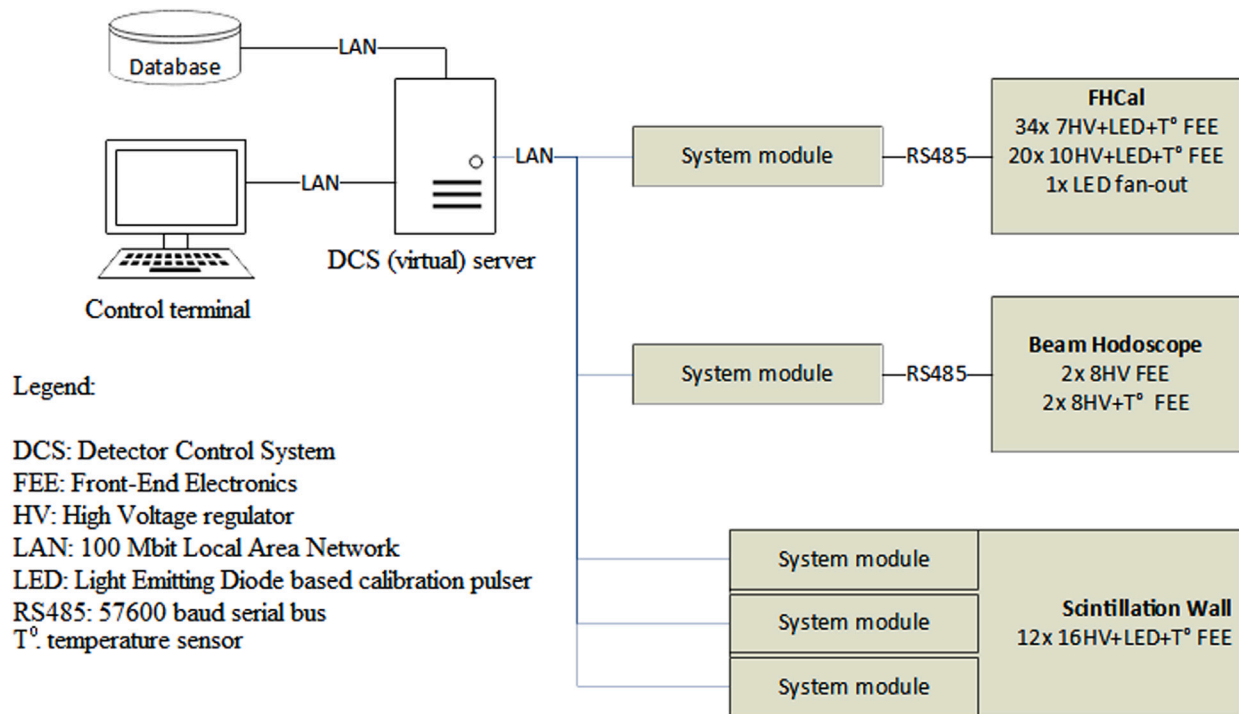 Database
LAN
LAN
LAN
DCS (virtual) server
Control terminal
System module
RS485
FHCal
34x 7HV+LED+T° FEE
20x 10HV+LED+T° FEE
1x LED fan-out
System module
RS485
Beam Hodoscope
2x 8HV FEE
2x 8HV+T° FEE
System module
System module
System module
Scintillation Wall
12x 16HV+LED+T° FEE
Legend:
DCS: Detector Control System
FEE: Front-End Electronics
HV: High Voltage regulator
LAN: 100 Mbit Local Area Network
LED: Light Emitting Diode based calibration pulser
RS485: 57600 baud serial bus
T⁰. temperature sensor